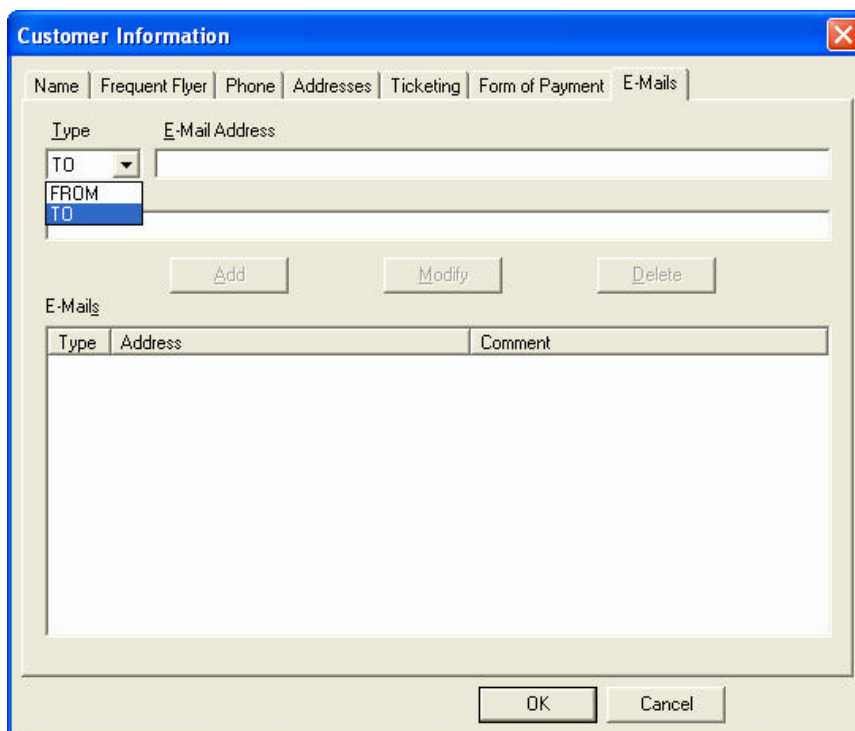 Customer Information
Name Frequent Flyer Phone Addresses Ticketing Form of Payment E-Mails
Type E-Mail Address
TO
FROM
TO
Add Modify Delete
E-Mails
Type Address Comment
OK Cancel